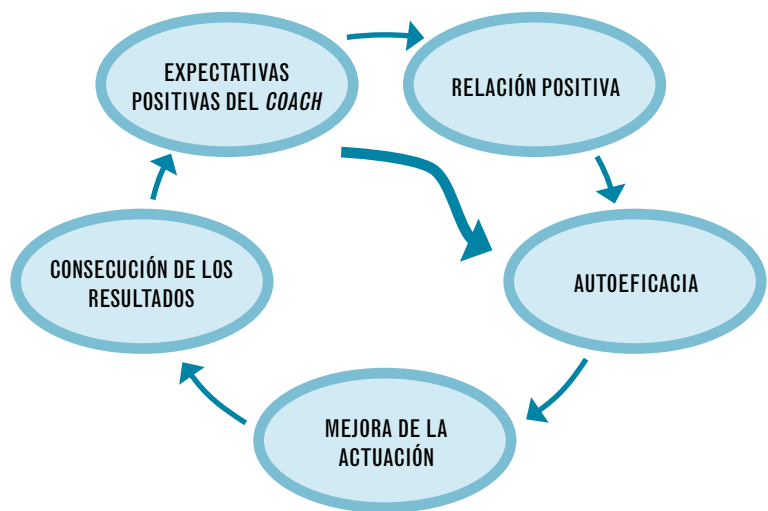 EXPECTATIVAS
POSITIVAS DEL COACH
RELACIÓN POSITIVA
AUTOEFICACIA
MEJORA DE LA
ACTUACIÓN
CONSECUCIÓN DE LOS
RESULTADOS